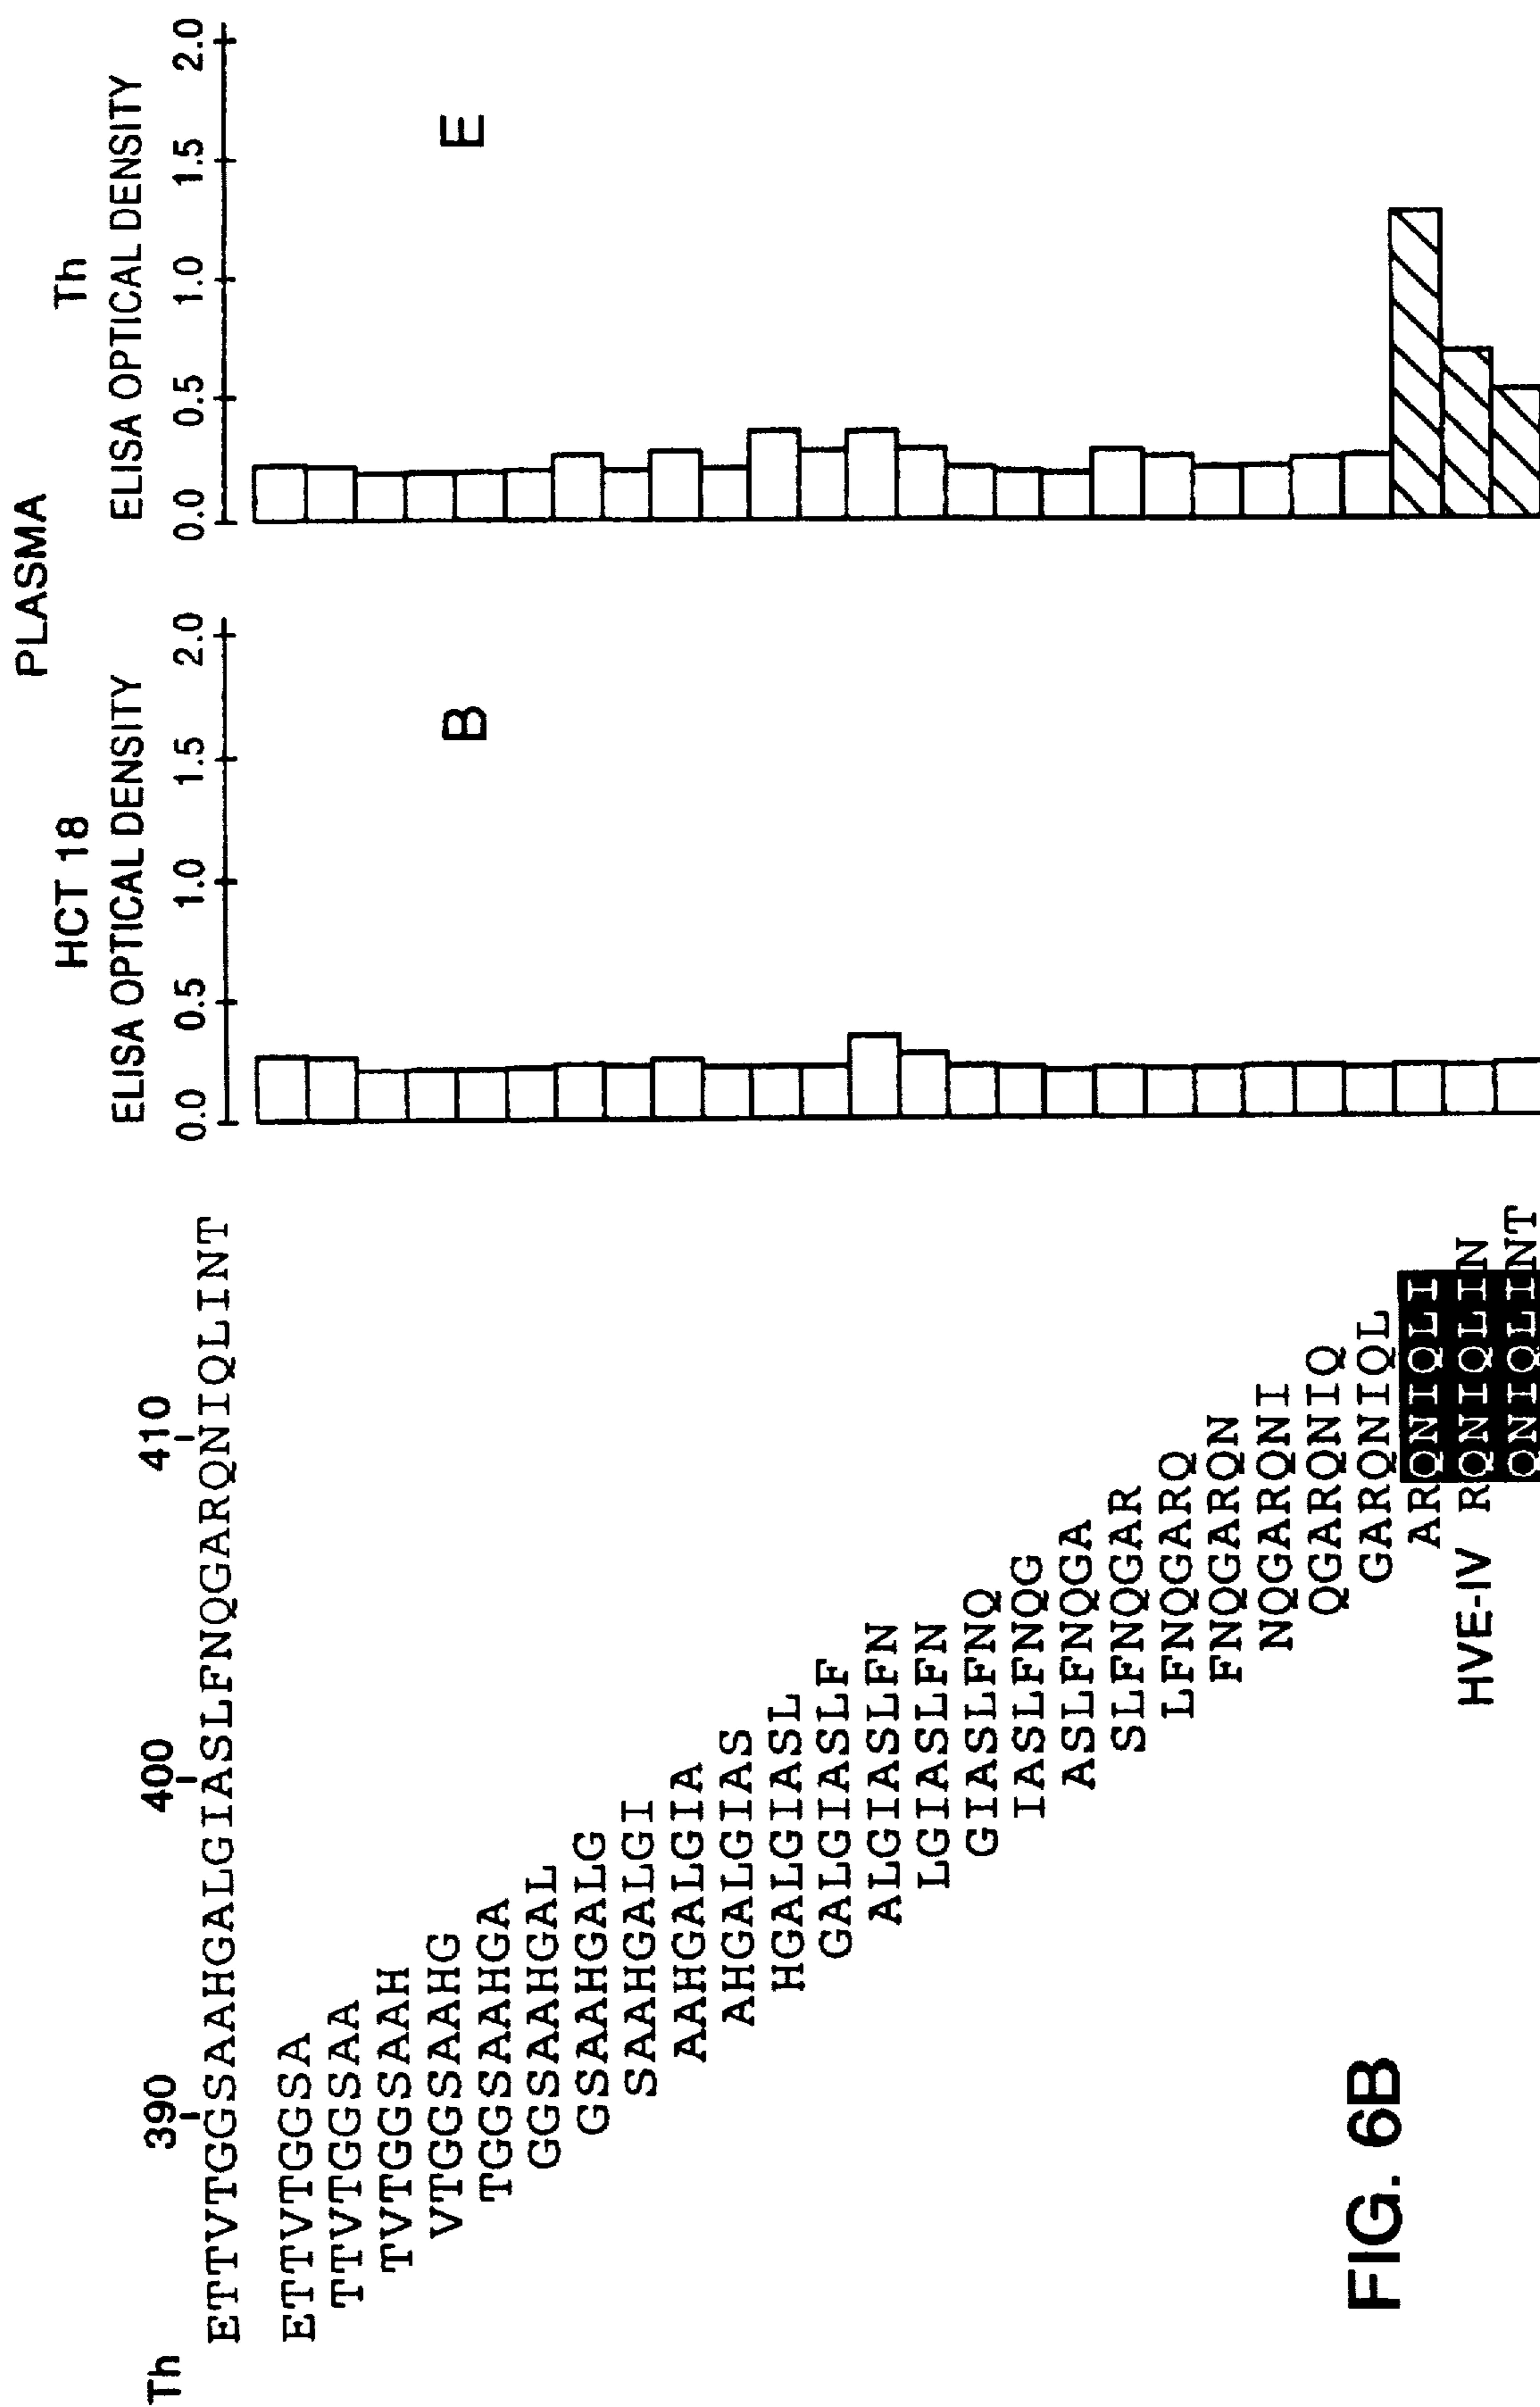 PLASMA
HCT 18
Th
ELISA OPTICAL DENSITY
ELISA OPTICAL DENSITY
390 400 410
0.0 0.5 1.0 1.5 2.0
0.0 0.5 1.0 1.5 2.0
Th
ETTVTGGSAAHGALGIASLFNQGARQNIQLINT
ETTVTGGSA
TTVTGGSAA
TVTGGSAAH
VTGGSAAHG
TGGSAAHGA
GGSAAHGAL
GSAAHGALG
SAAHGALGI
AAHGALGIA
AHGALGIAS
HGALGIASL
GALGIASLF
ALGIASLFN
LGIASLFN
GIASLFNQ
IASLFNQG
ASLFNQGA
SLFNQGAR
LFNQGARQ
FNQGARQN
NQGARQNI
QGARQNIQ
GARQNIQL
ARQNIQLI
HVE-IV RQNIQLIN
QNIQLINT
B
E
FIG. 6B